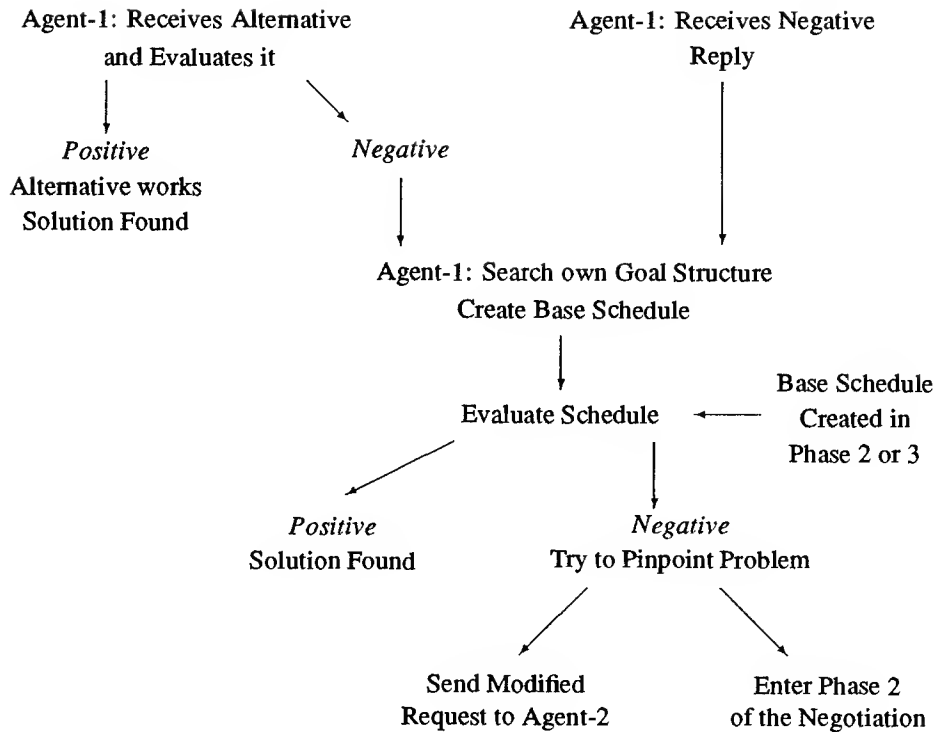 Agent-1: Receives Alternative
and Evaluates it
Agent-1: Receives Negative
Reply
Positive
Alternative works
Solution Found
Negative
Agent-1: Search own Goal Structure
Create Base Schedule
Evaluate Schedule
Base Schedule
Created in
Phase 2 or 3
Positive
Solution Found
Negative
Try to Pinpoint Problem
Send Modified
Request to Agent-2
Enter Phase 2
of the Negotiation